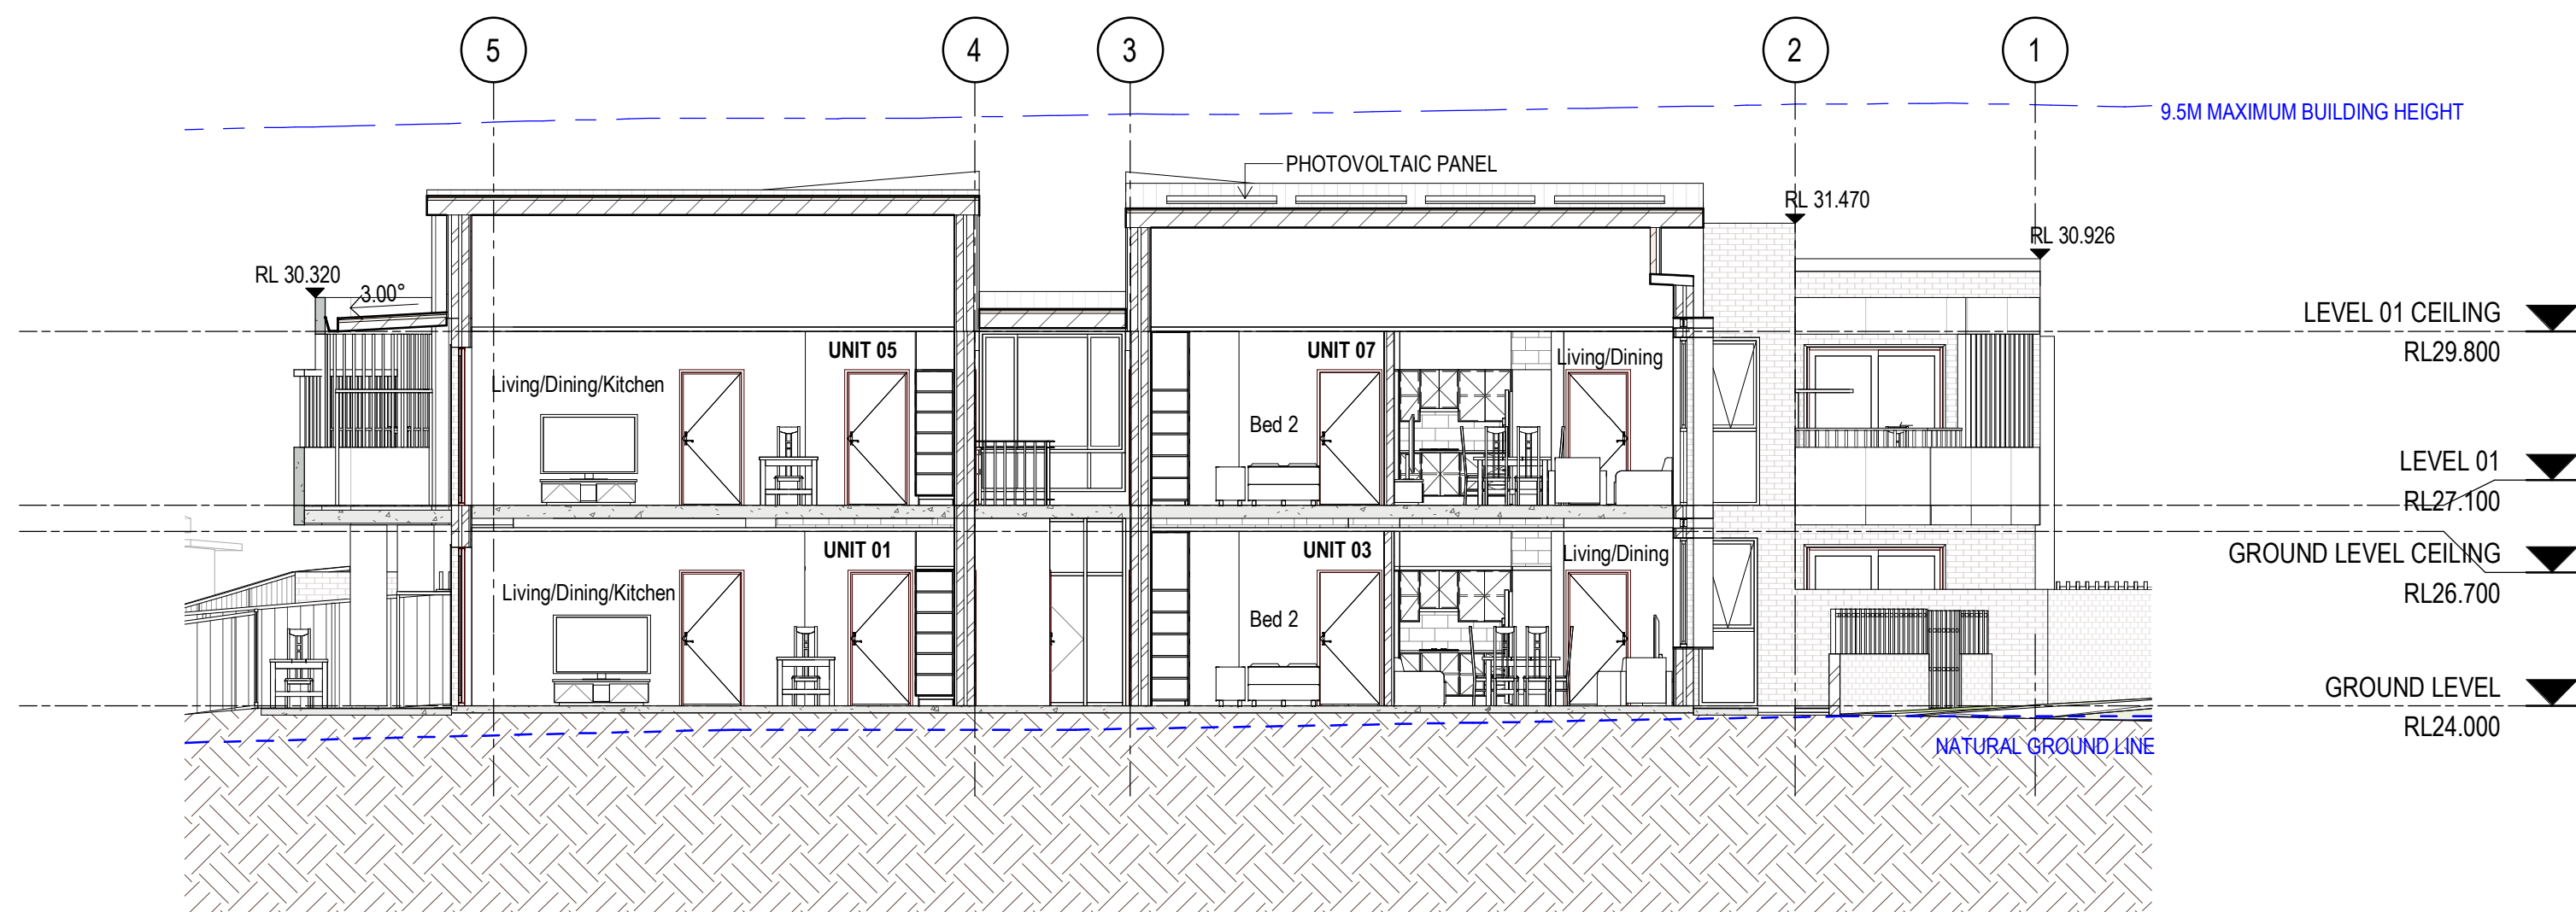 5
4
3
2
1
9.5M MAXIMUM BUILDING HEIGHT
PHOTOVOLTAIC PANEL
RL 31.470
RL 30.926
RL 30.320
3.00°
LEVEL 01 CEILING
RL29.800
UNIT 05
UNIT 07
Living/Dining
Living/Dining/Kitchen
Bed 2
LEVEL 01
RL27.100
UNIT 01
UNIT 03
Living/Dining
GROUND LEVEL CEILING
RL26.700
Living/Dining/Kitchen
Bed 2
GROUND LEVEL
RL24.000
NATURAL GROUND LINE